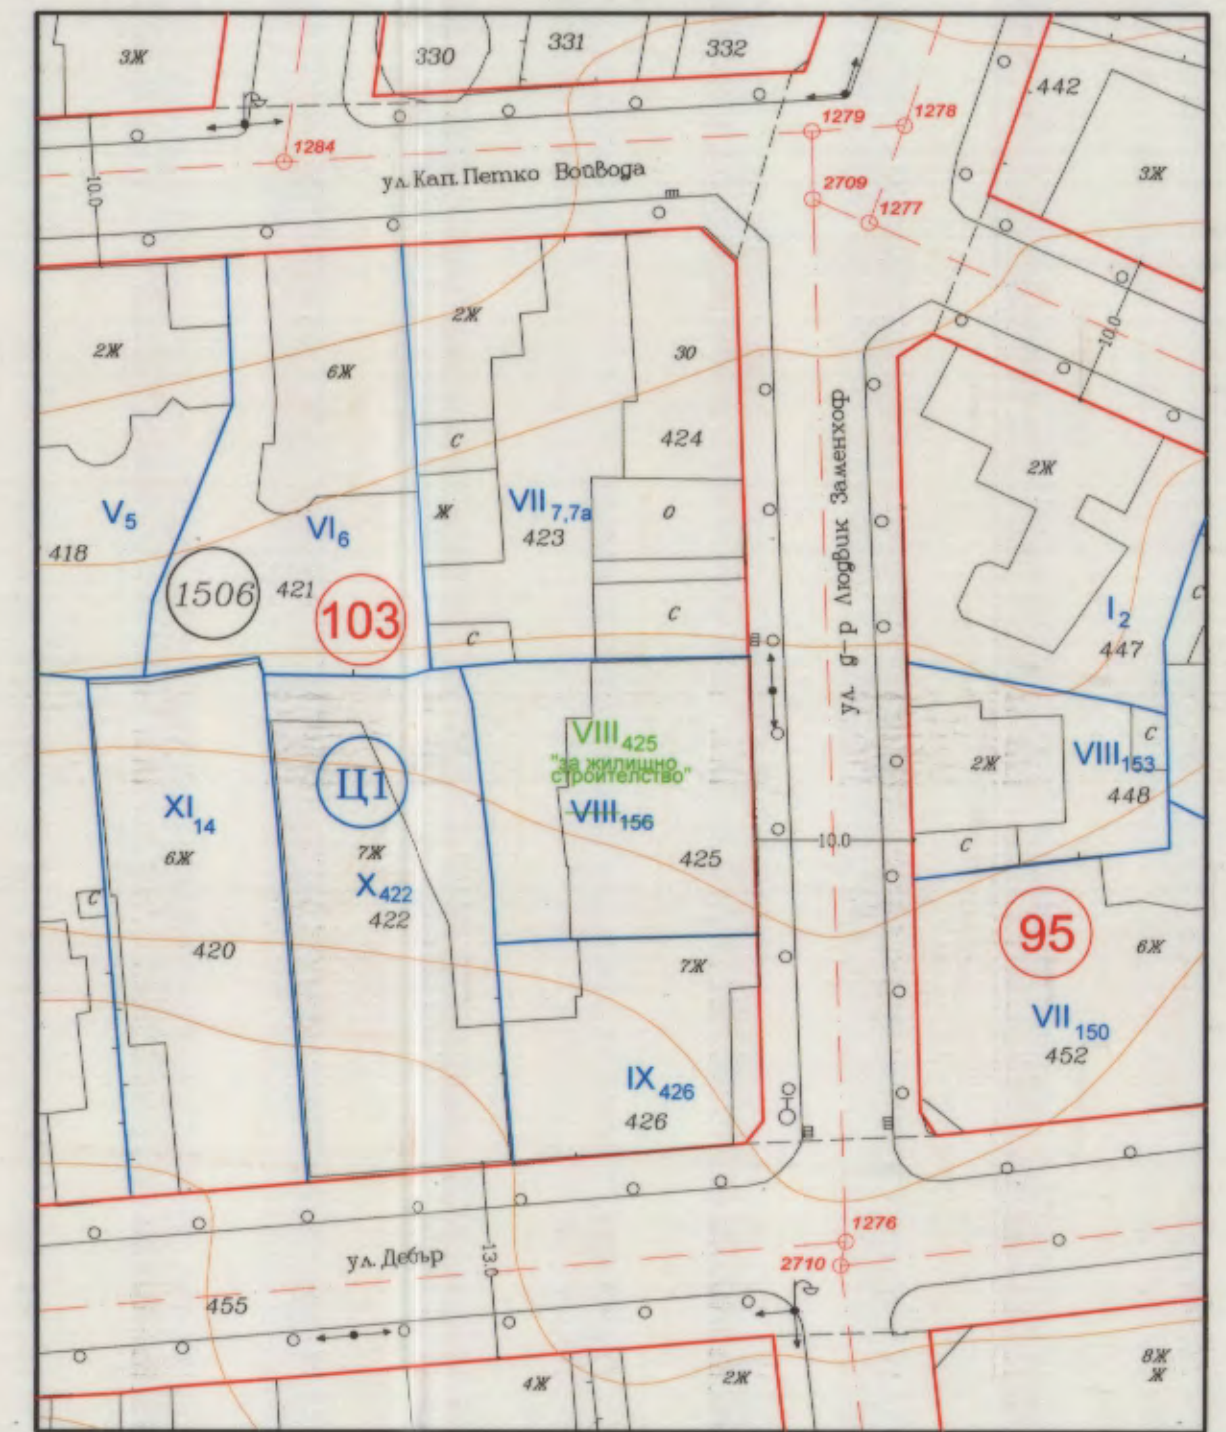 3Ж
330
331
332
442
1284
1279
1278
ул. Кап. Петко Войвода
10.0
2709
1277
3Ж
2Ж
6Ж
2Ж
30
10.0
424
С
2Ж
ул. д-р Людвик Заменхоф
V5
418
VI6
Ж
VII7,7а
423
О
1506
421
103
С
С
С
I2
447
VIII425
"за жилищно
строителство"
VIII156
Ц1
2Ж
VIII153
С
448
XI14
6Ж
7Ж
X422
422
425
10.0
С
С
420
7Ж
95
6Ж
VII150
452
IX426
426
1276
ул. Дебър
13.0
2710
455
4Ж
2Ж
8Ж
Ж